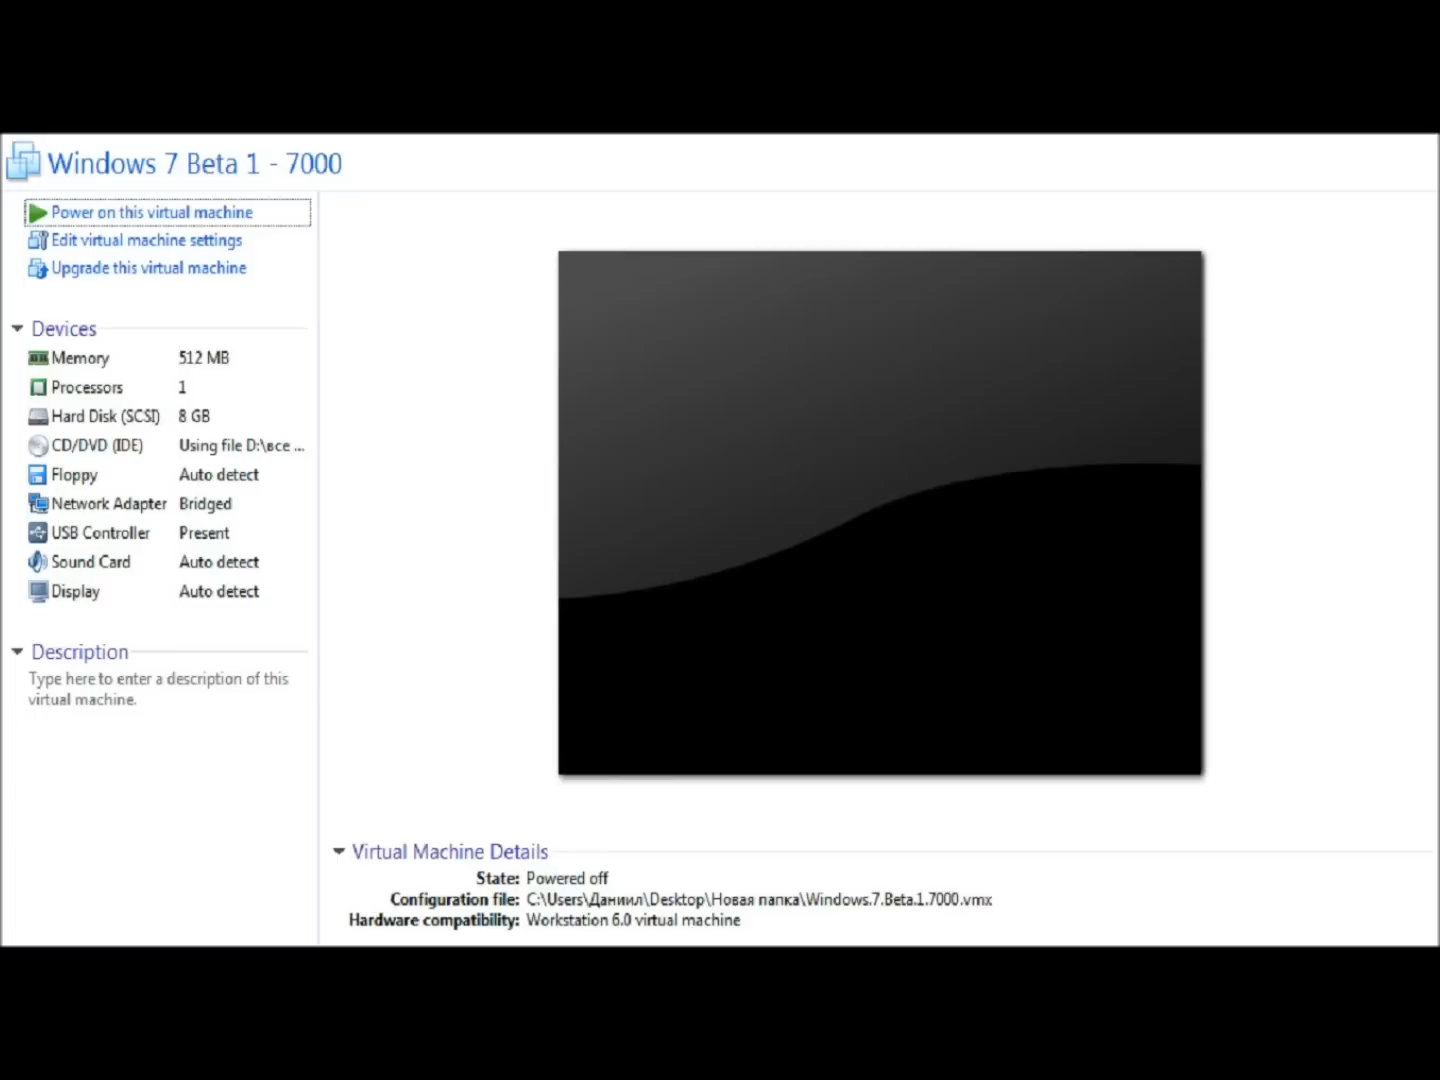 Windows 7 Beta 1 - 7000
Power on this virtual machine
Edit virtual machine settings
Upgrade this virtual machine
Devices
Memory 512 MB
Processors 1
Hard Disk (SCSI) 8 GB
CD/DVD (IDE) Using file D:\все ...
Floppy Auto detect
Network Adapter Bridged
USB Controller Present
Sound Card Auto detect
Display Auto detect
Description
Type here to enter a description of this
virtual machine.
Virtual Machine Details
State: Powered off
Configuration file: C:\Users\Даниил\Desktop\Новая папка\Windows.7.Beta.1.7000.vmx
Hardware compatibility: Workstation 6.0 virtual machine